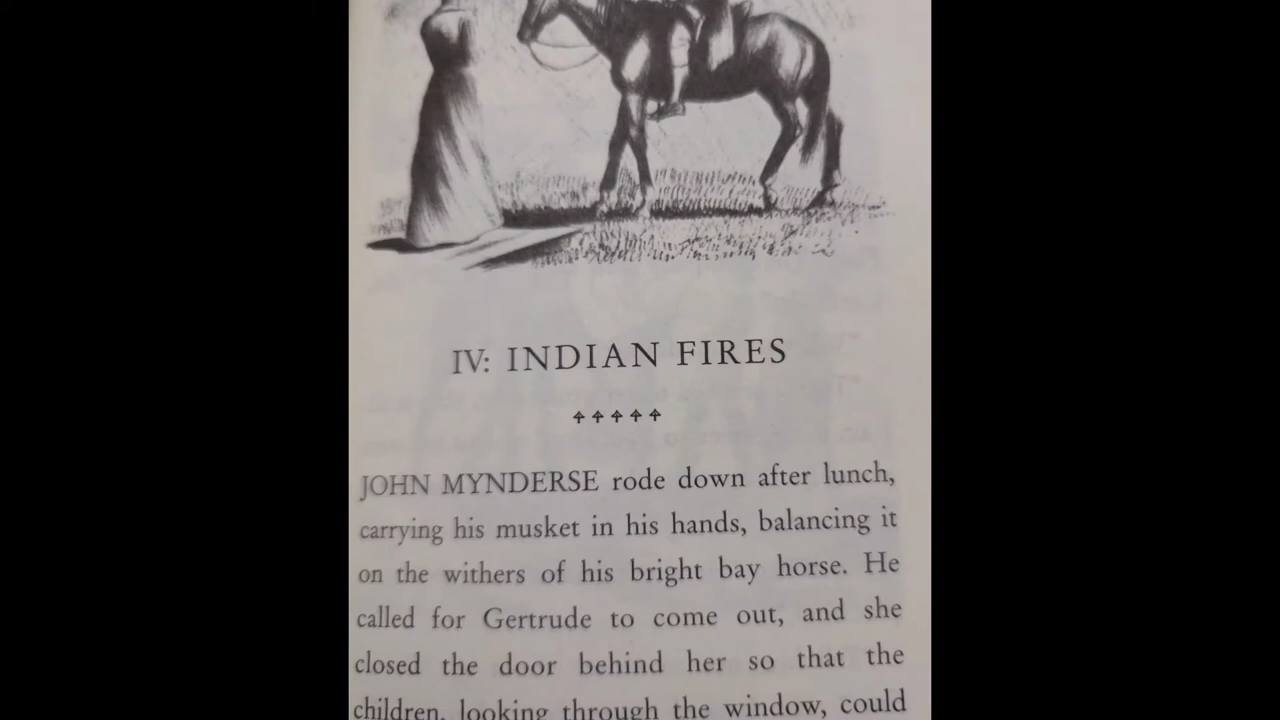 IV: INDIAN FIRES
JOHN MYNDERSE rode down after lunch,
carrying his musket in his hands, balancing it
on the withers of his bright bay horse. He
called for Gertrude to come out, and she
closed the door behind her so that the
children, looking through the window, could